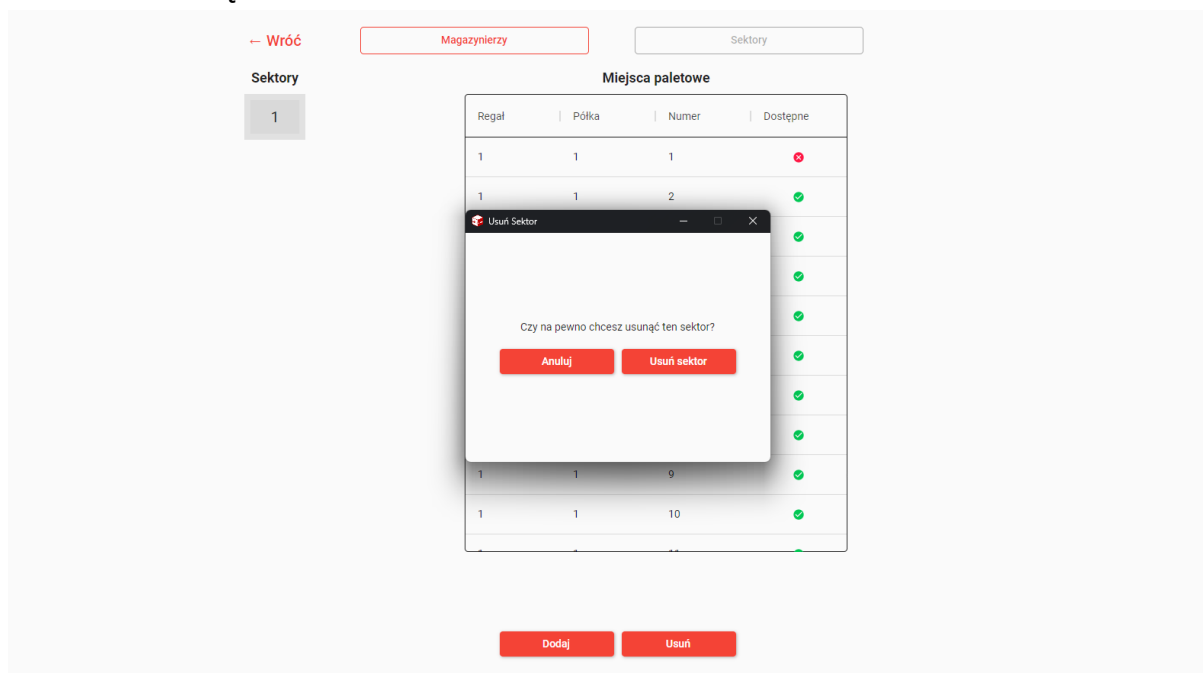 ← Wróć
Magazynierzy
Sektory
Sektory
Miejsca paletowe
1
Regał Półka Numer Dostępne
1 1 1
1 1 2
Usuń Sektor
Czy na pewno chcesz usunąć ten sektor?
Anuluj Usuń sektor
1 1 9
1 1 10
Dodaj Usuń